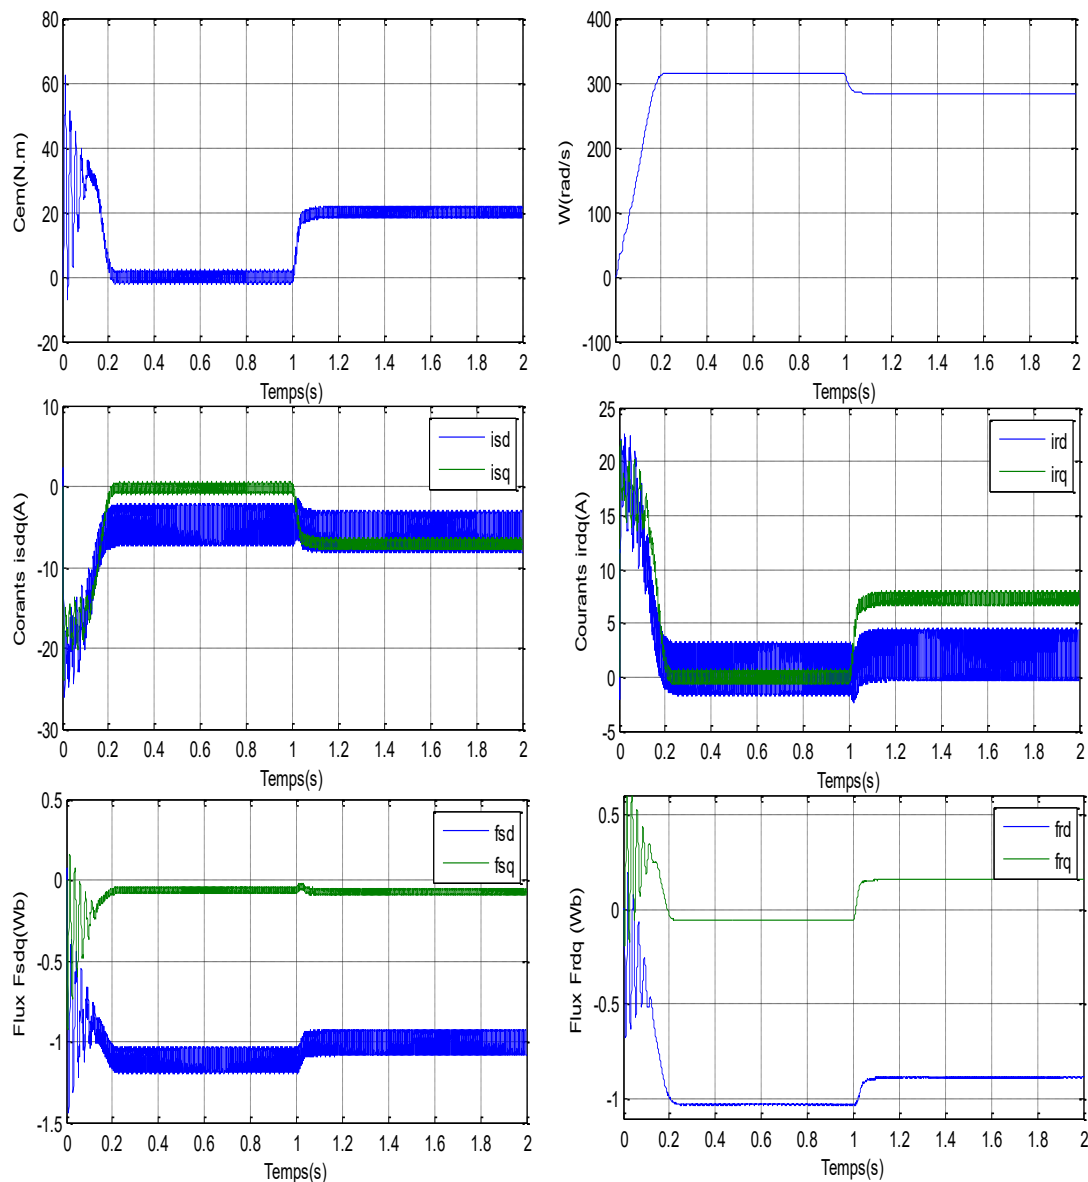 80
60
40
20
0
-20
Cem(N.m)
0 0.2 0.4 0.6 0.8 1 1.2 1.4 1.6 1.8 2
Temps(s)
400
300
200
100
0
-100
W(rad/s)
0 0.2 0.4 0.6 0.8 1 1.2 1.4 1.6 1.8 2
Temps(s)
10
0
-10
-20
-30
Corants isdq(A)
isd
isq
0 0.2 0.4 0.6 0.8 1 1.2 1.4 1.6 1.8 2
Temps(s)
25
20
15
10
5
0
-5
Courants irdq(A)
ird
irq
0 0.2 0.4 0.6 0.8 1 1.2 1.4 1.6 1.8 2
Temps(s)
0.5
0
-0.5
-1
-1.5
Flux Fsdq(Wb)
fsd
fsq
0 0.2 0.4 0.6 0.8 1 1.2 1.4 1.6 1.8 2
Temps(s)
0.5
0
-0.5
-1
Flux Frdq (Wb)
frd
frq
0 0.2 0.4 0.6 0.8 1 1.2 1.4 1.6 1.8 2
Temps(s)